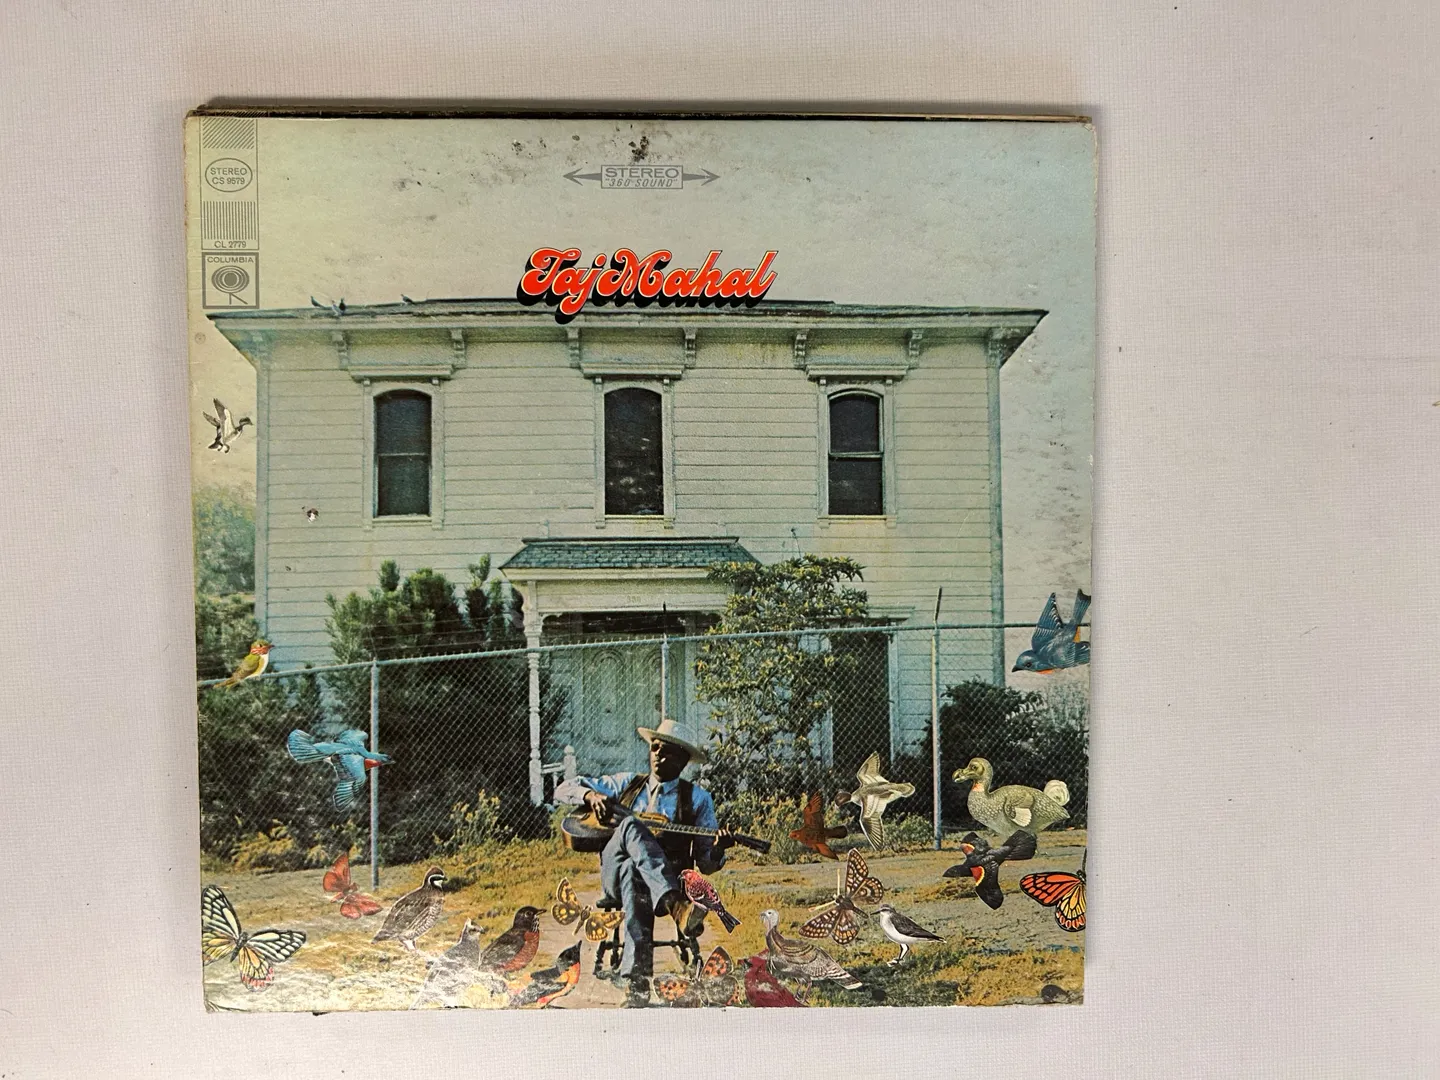 STEREO
CS 9579
CL 2779
COLUMBIA
STEREO
"360 SOUND"
Taj Mahal